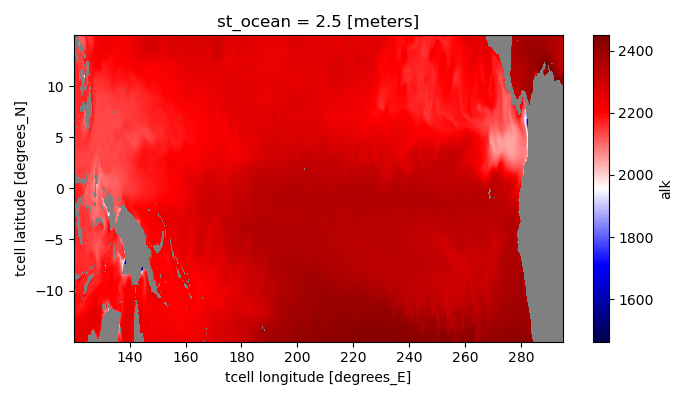 st_ocean = 2.5 [meters]
tcell latitude [degrees_N]
10
5
0
−5
−10
140 160 180 200 220 240 260 280
tcell longitude [degrees_E]
2400
2200
2000
1800
1600
alk